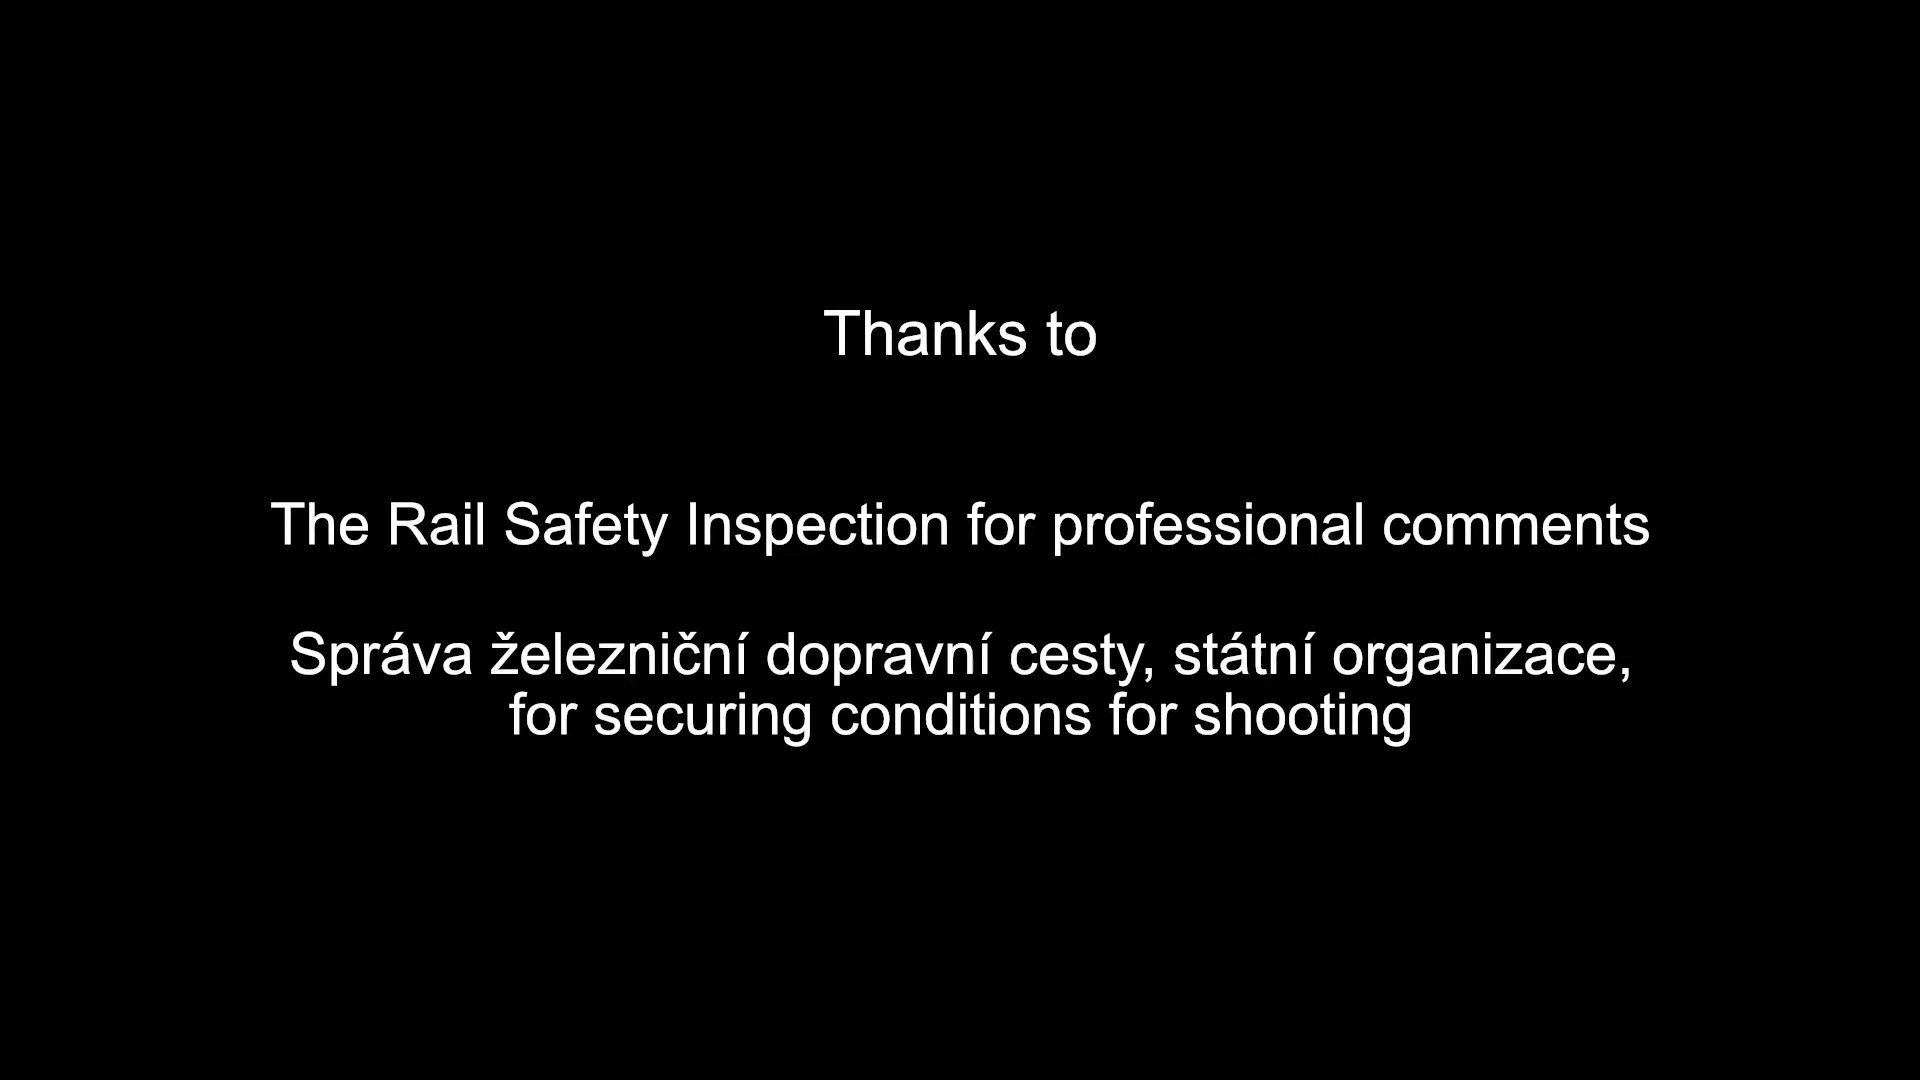 Thanks to
The Rail Safety Inspection for professional comments
Správa železniční dopravní cesty, státní organizace,
for securing conditions for shooting